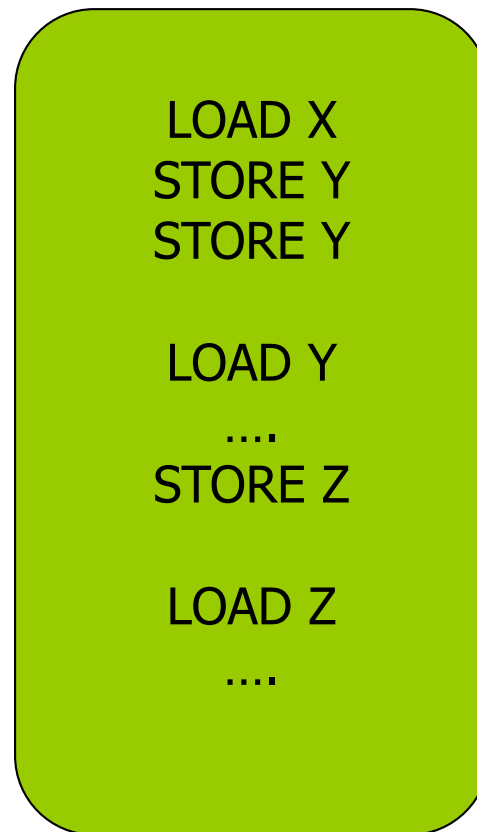 LOAD X
STORE Y
STORE Y
LOAD Y
....
STORE Z
LOAD Z
....